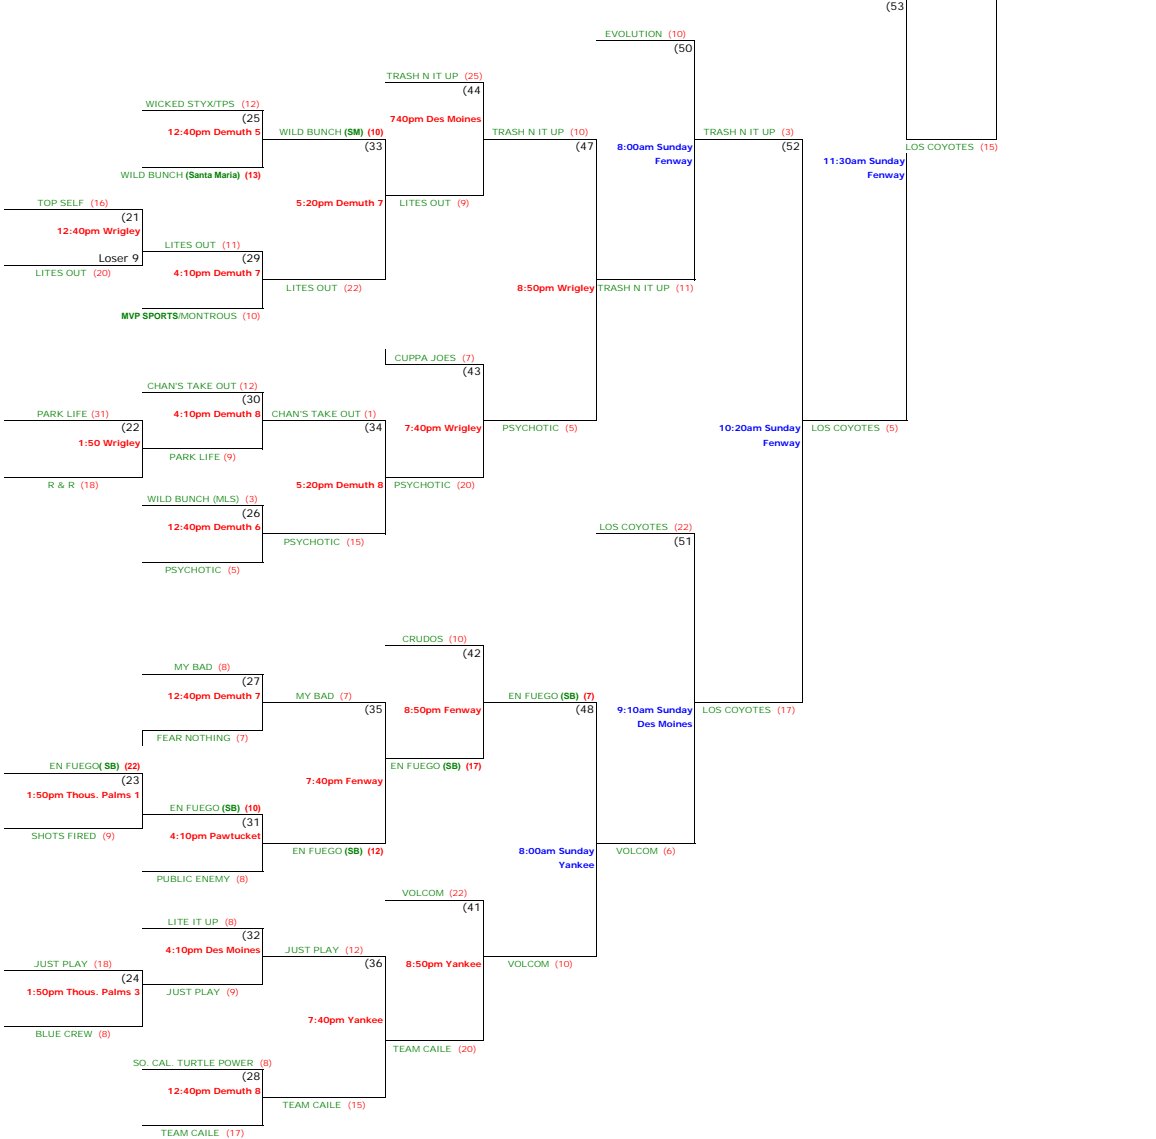 (53
EVOLUTION (10)
(50
TRASH N IT UP (25)
(44
WICKED STYX/TPS (12)
(25
740pm Des Moines
12:40pm Demuth 5
WILD BUNCH (SM) (10)
TRASH N IT UP (10)
TRASH N IT UP (3)
(33
(47
8:00am Sunday
Fenway
(52
LOS COYOTES (15)
11:30am Sunday
Fenway
WILD BUNCH (Santa Maria) (13)
TOP SELF (16)
5:20pm Demuth 7
LITES OUT (9)
(21
12:40pm Wrigley
LITES OUT (11)
Loser 9
(29
LITES OUT (20)
4:10pm Demuth 7
LITES OUT (22)
8:50pm Wrigley
TRASH N IT UP (11)
MVP SPORTS/MONTROUS (10)
CUPPA JOES (7)
(43
CHAN'S TAKE OUT (12)
(30
PARK LIFE (31)
4:10pm Demuth 8
CHAN'S TAKE OUT (1)
(22
(34
7:40pm Wrigley
PSYCHOTIC (5)
10:20am Sunday
Fenway
LOS COYOTES (5)
1:50 Wrigley
PARK LIFE (9)
R & R (18)
5:20pm Demuth 8
PSYCHOTIC (20)
WILD BUNCH (MLS) (3)
(26
12:40pm Demuth 6
LOS COYOTES (22)
PSYCHOTIC (15)
(51
PSYCHOTIC (5)
CRUDOS (10)
(42
MY BAD (8)
(27
12:40pm Demuth 7
MY BAD (7)
EN FUEGO (SB) (7)
(35
8:50pm Fenway
(48
9:10am Sunday
Des Moines
LOS COYOTES (17)
FEAR NOTHING (7)
EN FUEGO( SB) (22)
EN FUEGO (SB) (17)
(23
7:40pm Fenway
1:50pm Thous. Palms 1
EN FUEGO (SB) (10)
(31
SHOTS FIRED (9)
4:10pm Pawtucket
EN FUEGO (SB) (12)
8:00am Sunday
Yankee
VOLCOM (6)
PUBLIC ENEMY (8)
VOLCOM (22)
(41
LITE IT UP (8)
(32
4:10pm Des Moines
JUST PLAY (12)
JUST PLAY (18)
(36
8:50pm Yankee
VOLCOM (10)
(24
1:50pm Thous. Palms 3
JUST PLAY (9)
7:40pm Yankee
BLUE CREW (8)
TEAM CAILE (20)
SO. CAL. TURTLE POWER (8)
(28
12:40pm Demuth 8
TEAM CAILE (15)
TEAM CAILE (17)